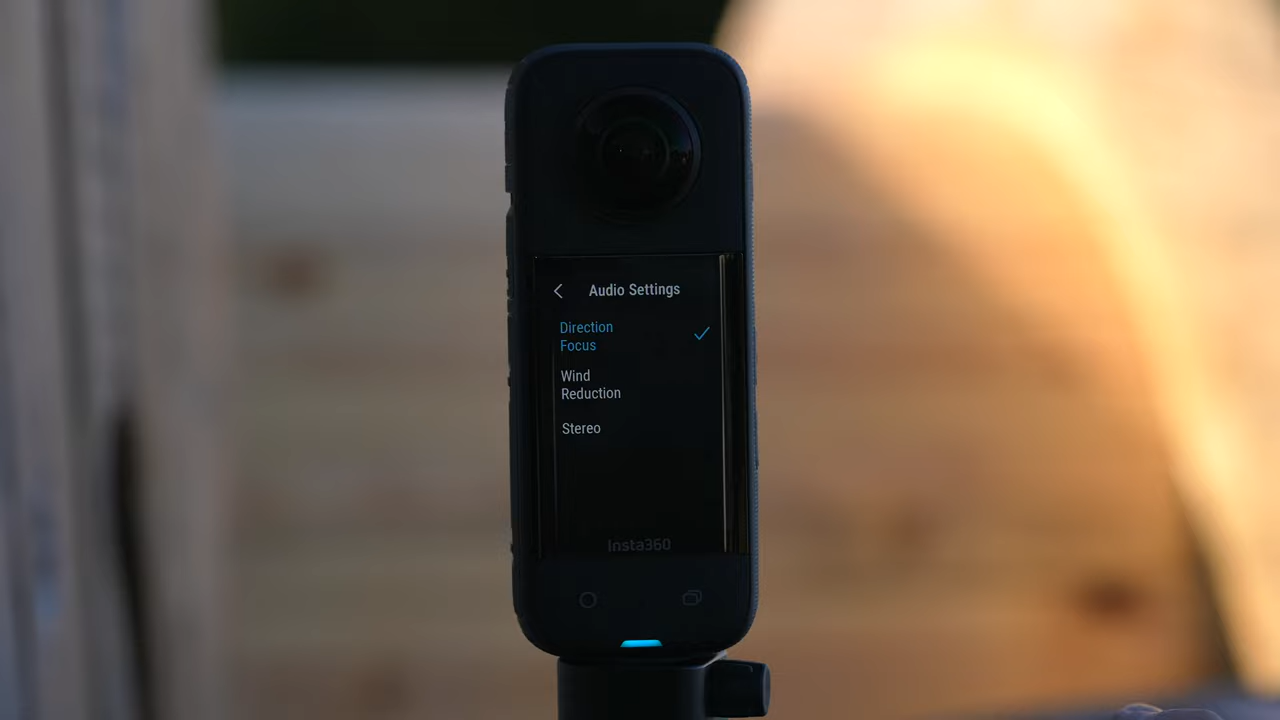 Audio Settings
Direction
Focus
Wind
Reduction
Stereo
Insta360